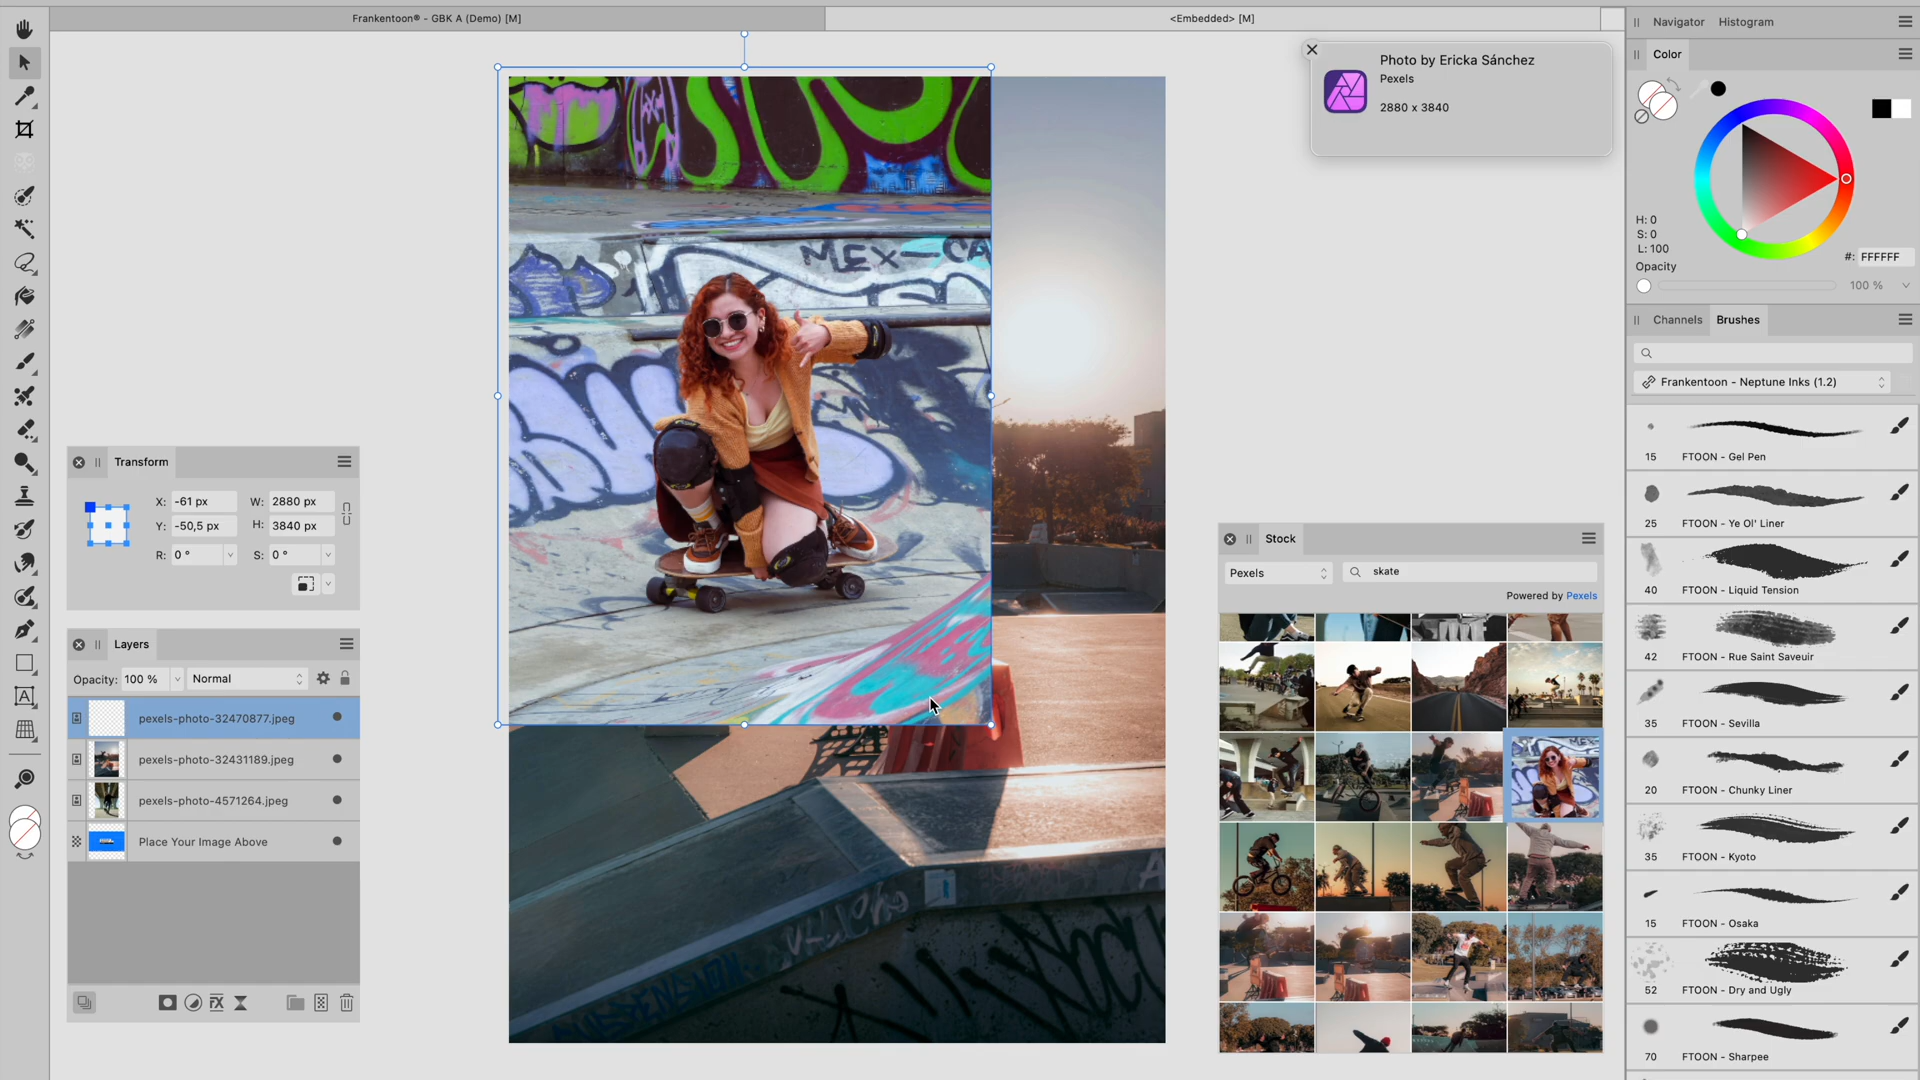 Frankentoon® - GBK A (Demo) [M]
<Embedded> [M]
Photo by Ericka Sánchez
Pexels
2880 x 3840
Navigator
Histogram
Color
H: 0
S: 0
L: 100
#: FFFFFF
Opacity
100 %
Channels
Brushes
Frankentoon - Neptune Inks (1.2)
15 FTOON - Gel Pen
25 FTOON - Ye Ol' Liner
40 FTOON - Liquid Tension
42 FTOON - Rue Saint Saveuir
35 FTOON - Sevilla
20 FTOON - Chunky Liner
35 FTOON - Kyoto
15 FTOON - Osaka
52 FTOON - Dry and Ugly
70 FTOON - Sharpee
MEX-CA
Transform
X: -61 px W: 2880 px
Y: -50,5 px H: 3840 px
R: 0 ° S: 0 °
Layers
Opacity: 100 % Normal
pexels-photo-32470877.jpeg
pexels-photo-32431189.jpeg
pexels-photo-4571264.jpeg
Place Your Image Above
FX
A
Stock
Pexels skate
Powered by Pexels